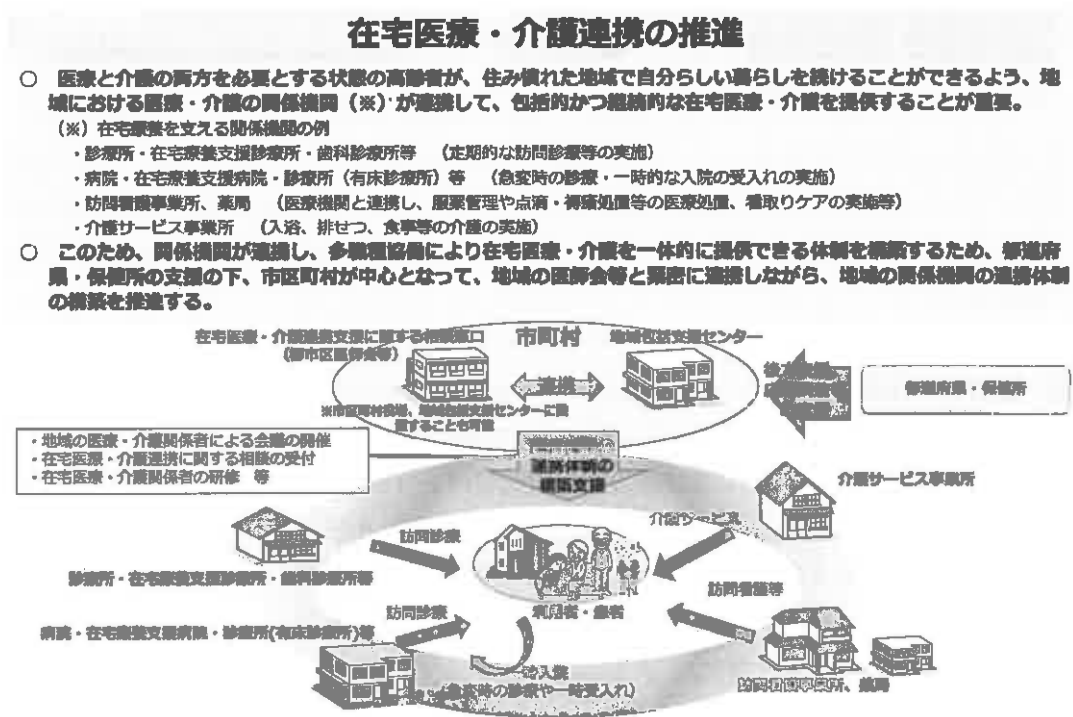 在宅医療・介護連携の推進
○ 医療と介護の両方を必要とする状態の高齢者が、住み慣れた地域で自分らしい暮らしを続けることができるよう、地
域における医療・介護の関係機関（※）が連携して、包括的かつ継続的な在宅医療・介護を提供することが重要。
（※）在宅療養を支える関係機関の例
・診療所・在宅療養支援診療所・歯科診療所等 （定期的な訪問診療等の実施）
・病院・在宅療養支援病院・診療所（有床診療所）等 （急変時の診療・一時的な入院の受入れの実施）
・訪問看護事業所、薬局 （医療機関と連携し、服薬管理や点滴・褥瘡処置等の医療処置、看取りケアの実施等）
・介護サービス事業所 （入浴、排せつ、食事等の介護の実施）
○ このため、関係機関が連携し、多職種協働により在宅医療・介護を一体的に提供できる体制を構築するため、都道府
県・保健所の支援の下、市区町村が中心となって、地域の医師会等と緊密に連携しながら、地域の関係機関の連携体制
の構築を推進する。
市町村
在宅医療・介護連携支援に関する相談窓口
（郡市区医師会等）
地域包括支援センター
連携
都道府県・保健所
※市区町村役場、地域包括支援センターに設
置することも可能
・地域の医療・介護関係者による会議の開催
・在宅医療・介護連携に関する相談の受付
・在宅医療・介護関係者の研修 等
連携体制の
構築支援
介護サービス事業所
介護サービス
訪問診療
診療所・在宅療養支援診療所・歯科診療所等
訪問看護等
利用者・患者
訪問診療
病院・在宅療養支援病院・診療所(有床診療所)等
時入院
（急変時の診療や一時受入れ）
訪問看護事業所、薬局